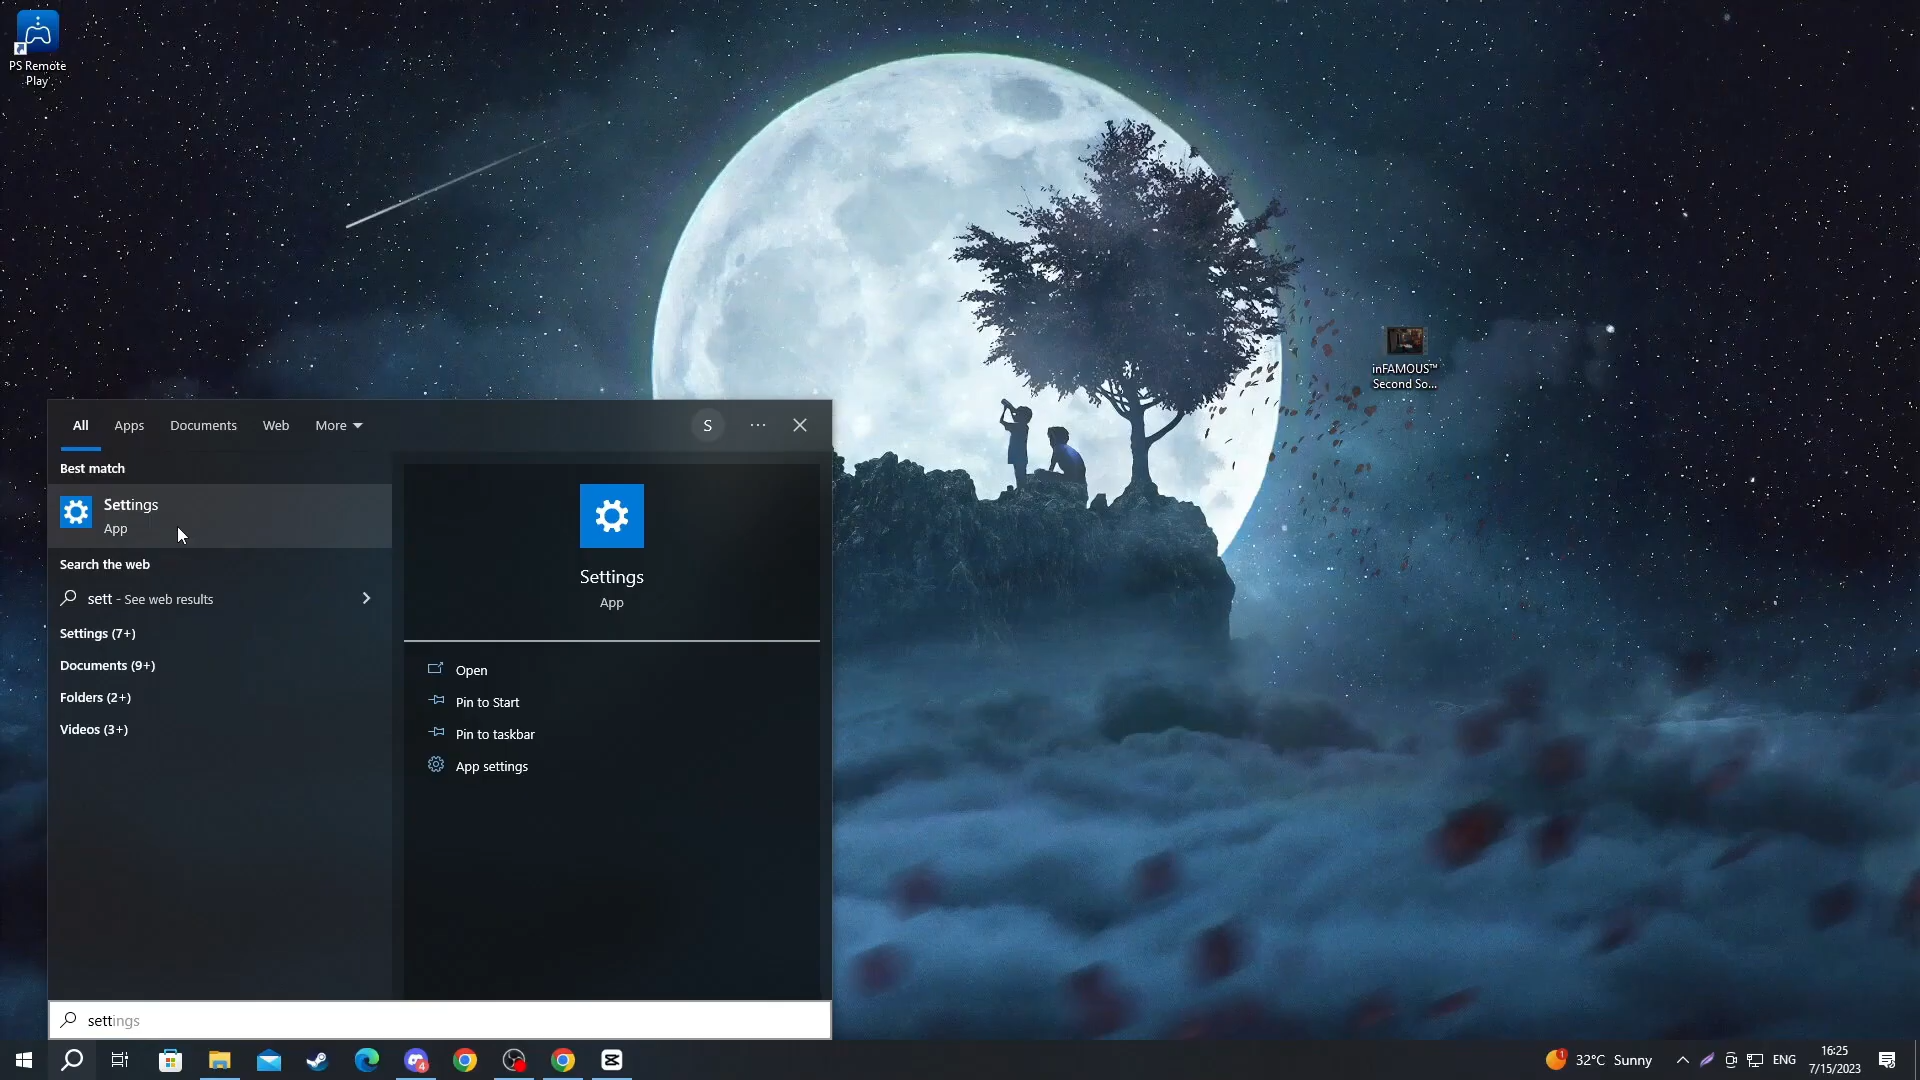 PS Remote
Play
inFAMOUS™
Second So...
All Apps Documents Web More S ...
Best match
Settings
App
Search the web
sett - See web results
Settings (7+)
Documents (9+)
Folders (2+)
Videos (3+)
Settings
App
Open
Pin to Start
Pin to taskbar
App settings
settings
4
1
32°C Sunny
ENG
16:25
7/15/2023